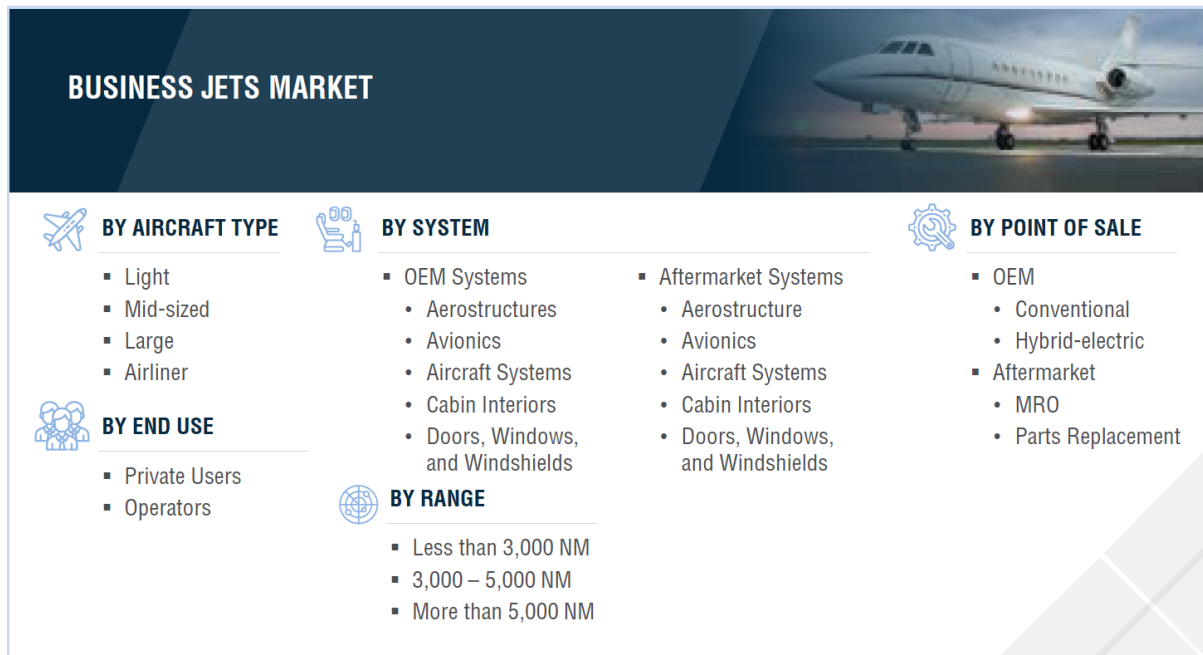 BUSINESS JETS MARKET
BY AIRCRAFT TYPE
▪ Light
▪ Mid-sized
▪ Large
▪ Airliner
BY END USE
▪ Private Users
▪ Operators
BY SYSTEM
▪ OEM Systems
• Aerostructures
• Avionics
• Aircraft Systems
• Cabin Interiors
• Doors, Windows,
and Windshields
▪ Aftermarket Systems
• Aerostructure
• Avionics
• Aircraft Systems
• Cabin Interiors
• Doors, Windows,
and Windshields
BY RANGE
▪ Less than 3,000 NM
▪ 3,000 – 5,000 NM
▪ More than 5,000 NM
BY POINT OF SALE
▪ OEM
• Conventional
• Hybrid-electric
▪ Aftermarket
• MRO
• Parts Replacement